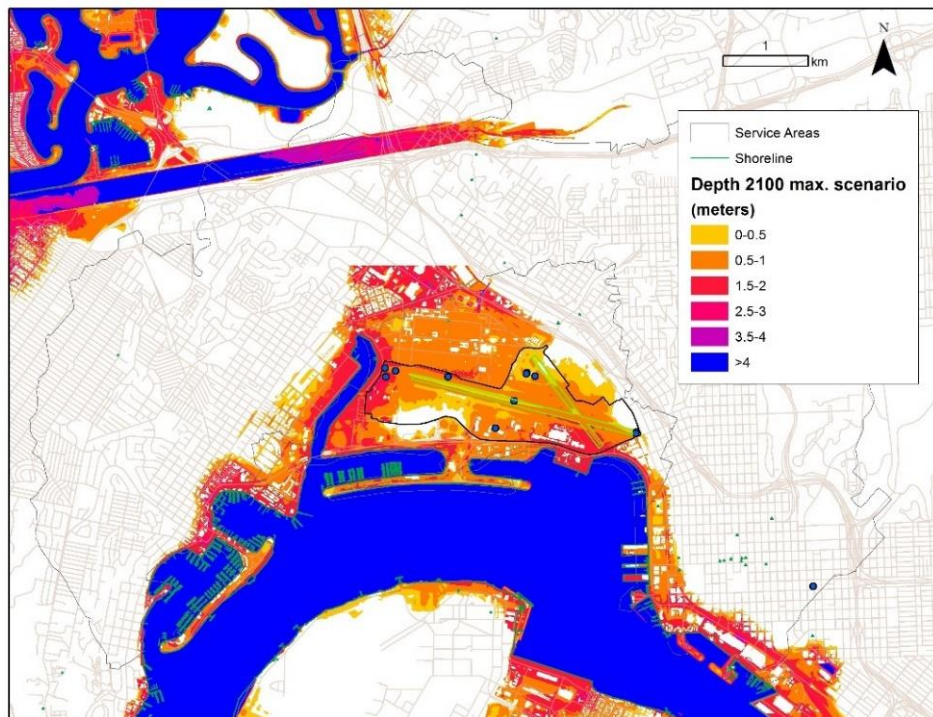 N
1
km
Service Areas
Shoreline
Depth 2100 max. scenario
(meters)
0-0.5
0.5-1
1.5-2
2.5-3
3.5-4
>4